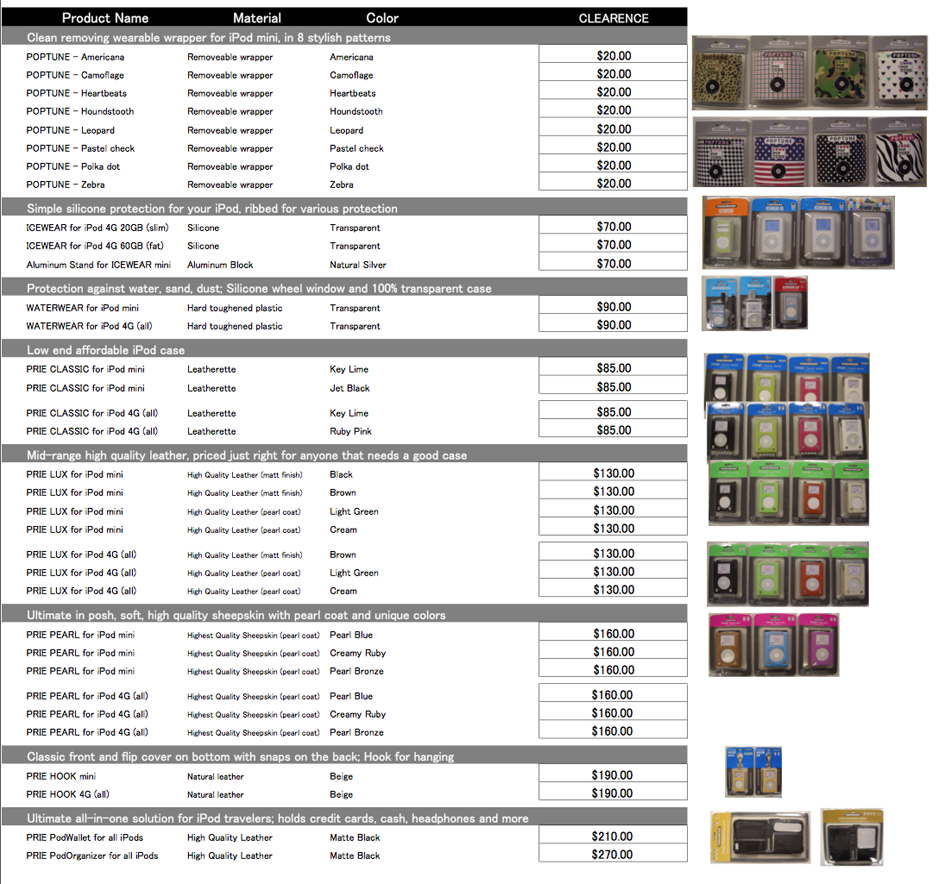 Product Name Material Color CLEARENCE
Clean removing wearable wrapper for iPod mini, in 8 stylish patterns
POPTUNE - Americana Removeable wrapper Americana $20.00
POPTUNE - Camoflage Removeable wrapper Camoflage $20.00
POPTUNE - Heartbeats Removeable wrapper Heartbeats $20.00
POPTUNE - Houndstooth Removeable wrapper Houndstooth $20.00
POPTUNE - Leopard Removeable wrapper Leopard $20.00
POPTUNE - Pastel check Removeable wrapper Pastel check $20.00
POPTUNE - Polka dot Removeable wrapper Polka dot $20.00
POPTUNE - Zebra Removeable wrapper Zebra $20.00
Simple silicone protection for your iPod, ribbed for various protection
ICEWEAR for iPod 4G 20GB (slim) Silicone Transparent $70.00
ICEWEAR for iPod 4G 60GB (fat) Silicone Transparent $70.00
Aluminum Stand for ICEWEAR mini Aluminum Block Natural Silver $70.00
Protection against water, sand, dust; Silicone wheel window and 100% transparent case
WATERWEAR for iPod mini Hard toughened plastic Transparent $90.00
WATERWEAR for iPod 4G (all) Hard toughened plastic Transparent $90.00
Low end affordable iPod case
PRIE CLASSIC for iPod mini Leatherette Key Lime $85.00
PRIE CLASSIC for iPod mini Leatherette Jet Black $85.00
PRIE CLASSIC for iPod 4G (all) Leatherette Key Lime $85.00
PRIE CLASSIC for iPod 4G (all) Leatherette Ruby Pink $85.00
Mid-range high quality leather, priced just right for anyone that needs a good case
PRIE LUX for iPod mini High Quality Leather (matt finish) Black $130.00
PRIE LUX for iPod mini High Quality Leather (matt finish) Brown $130.00
PRIE LUX for iPod mini High Quality Leather (pearl coat) Light Green $130.00
PRIE LUX for iPod mini High Quality Leather (pearl coat) Cream $130.00
PRIE LUX for iPod 4G (all) High Quality Leather (matt finish) Brown $130.00
PRIE LUX for iPod 4G (all) High Quality Leather (pearl coat) Light Green $130.00
PRIE LUX for iPod 4G (all) High Quality Leather (pearl coat) Cream $130.00
Ultimate in posh, soft, high quality sheepskin with pearl coat and unique colors
PRIE PEARL for iPod mini Highest Quality Sheepskin (pearl coat) Pearl Blue $160.00
PRIE PEARL for iPod mini Highest Quality Sheepskin (pearl coat) Creamy Ruby $160.00
PRIE PEARL for iPod mini Highest Quality Sheepskin (pearl coat) Pearl Bronze $160.00
PRIE PEARL for iPod 4G (all) Highest Quality Sheepskin (pearl coat) Pearl Blue $160.00
PRIE PEARL for iPod 4G (all) Highest Quality Sheepskin (pearl coat) Creamy Ruby $160.00
PRIE PEARL for iPod 4G (all) Highest Quality Sheepskin (pearl coat) Pearl Bronze $160.00
Classic front and flip cover on bottom with snaps on the back; Hook for hanging
PRIE HOOK mini Natural leather Beige $190.00
PRIE HOOK 4G (all) Natural leather Beige $190.00
Ultimate all-in-one solution for iPod travelers; holds credit cards, cash, headphones and more
PRIE PodWallet for all iPods High Quality Leather Matte Black $210.00
PRIE PodOrganizer for all iPods High Quality Leather Matte Black $270.00